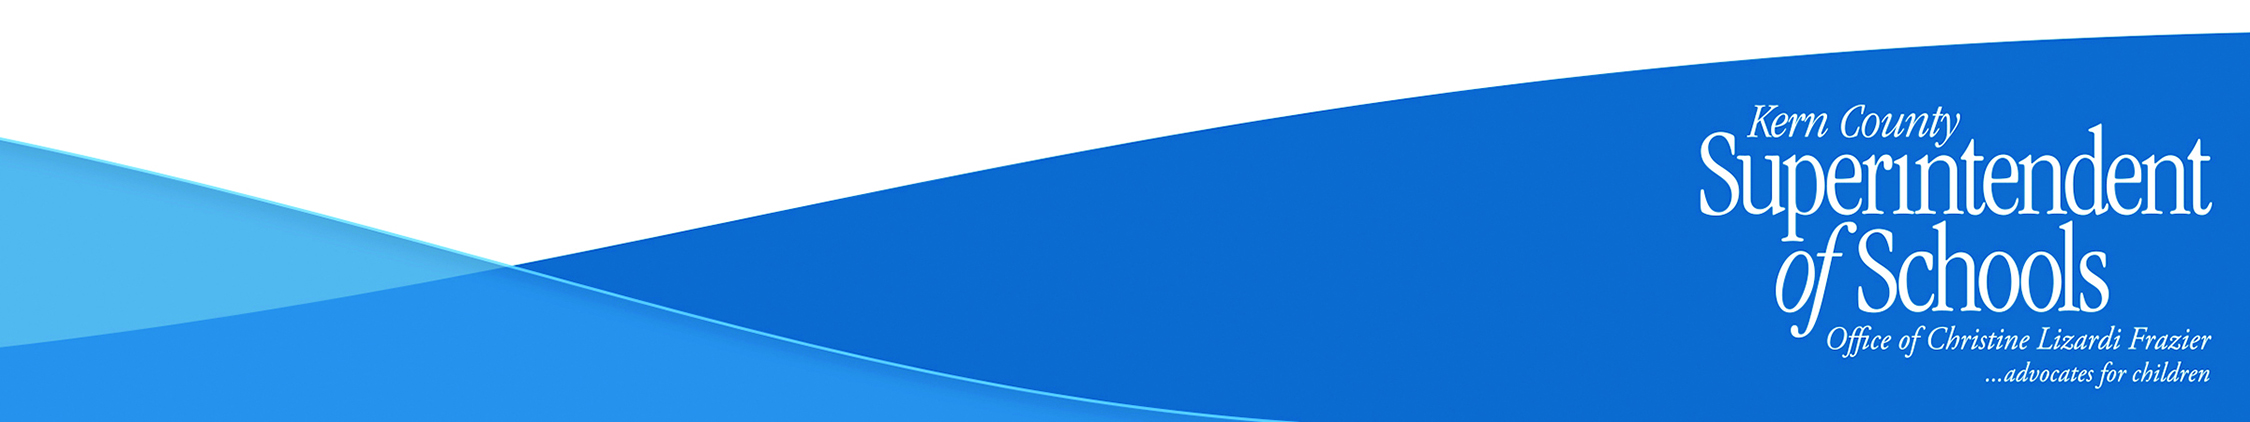 Kern County
Superintendent
of Schools
Office of Christine Lizardi Frazier
...advocates for children